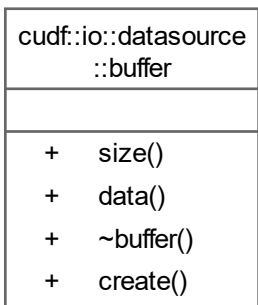 cudf::io::datasource
::buffer
+ size()
+ data()
+ ~buffer()
+ create()